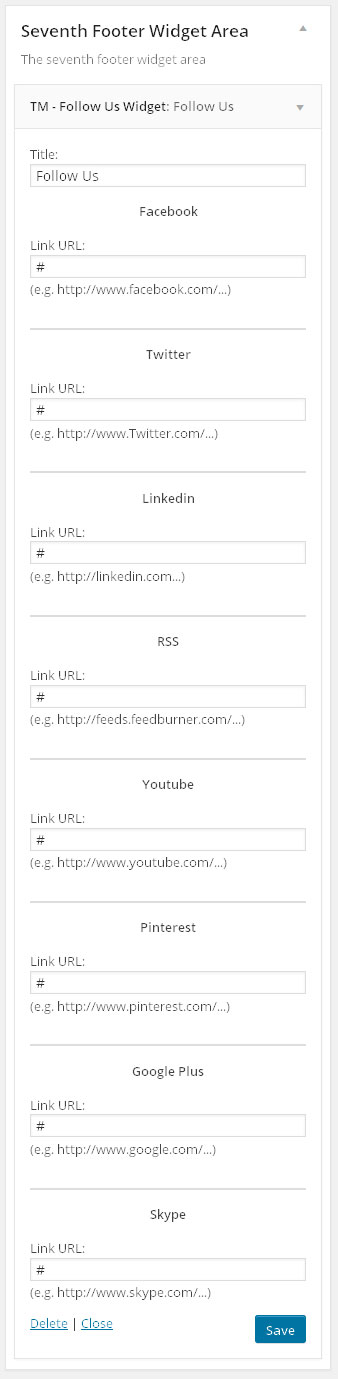 Seventh Footer Widget Area
The seventh footer widget area
TM - Follow Us Widget: Follow Us
Title:
Follow Us
Facebook
Link URL:
#
(e.g. http://www.facebook.com/...)
Twitter
Link URL:
#
(e.g. http://www.Twitter.com/...)
Linkedin
Link URL:
#
(e.g. http://linkedin.com...)
RSS
Link URL:
#
(e.g. http://feeds.feedburner.com/...)
Youtube
Link URL:
#
(e.g. http://www.youtube.com/...)
Pinterest
Link URL:
#
(e.g. http://www.pinterest.com/...)
Google Plus
Link URL:
#
(e.g. http://www.google.com/...)
Skype
Link URL:
#
(e.g. http://www.skype.com/...)
Delete | Close Save